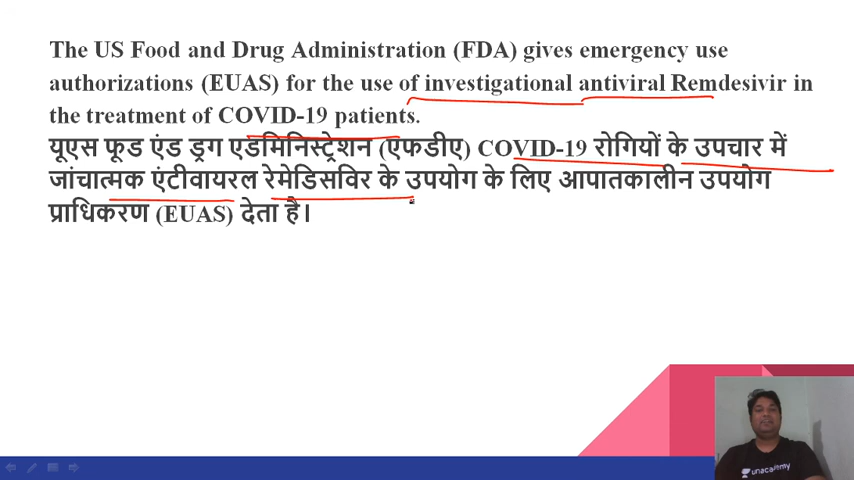 The US Food and Drug Administration (FDA) gives emergency use
authorizations (EUAS) for the use of investigational antiviral Remdesivir in
the treatment of COVID-19 patients.
यूएस फूड एंड ड्रग एडमिनिस्ट्रेशन (एफडीए) COVID-19 रोगियों के उपचार में
जांचात्मक एंटीवायरल रेमेडिसविर के उपयोग के लिए आपातकालीन उपयोग
प्राधिकरण (EUAS) देता है।
unacademy